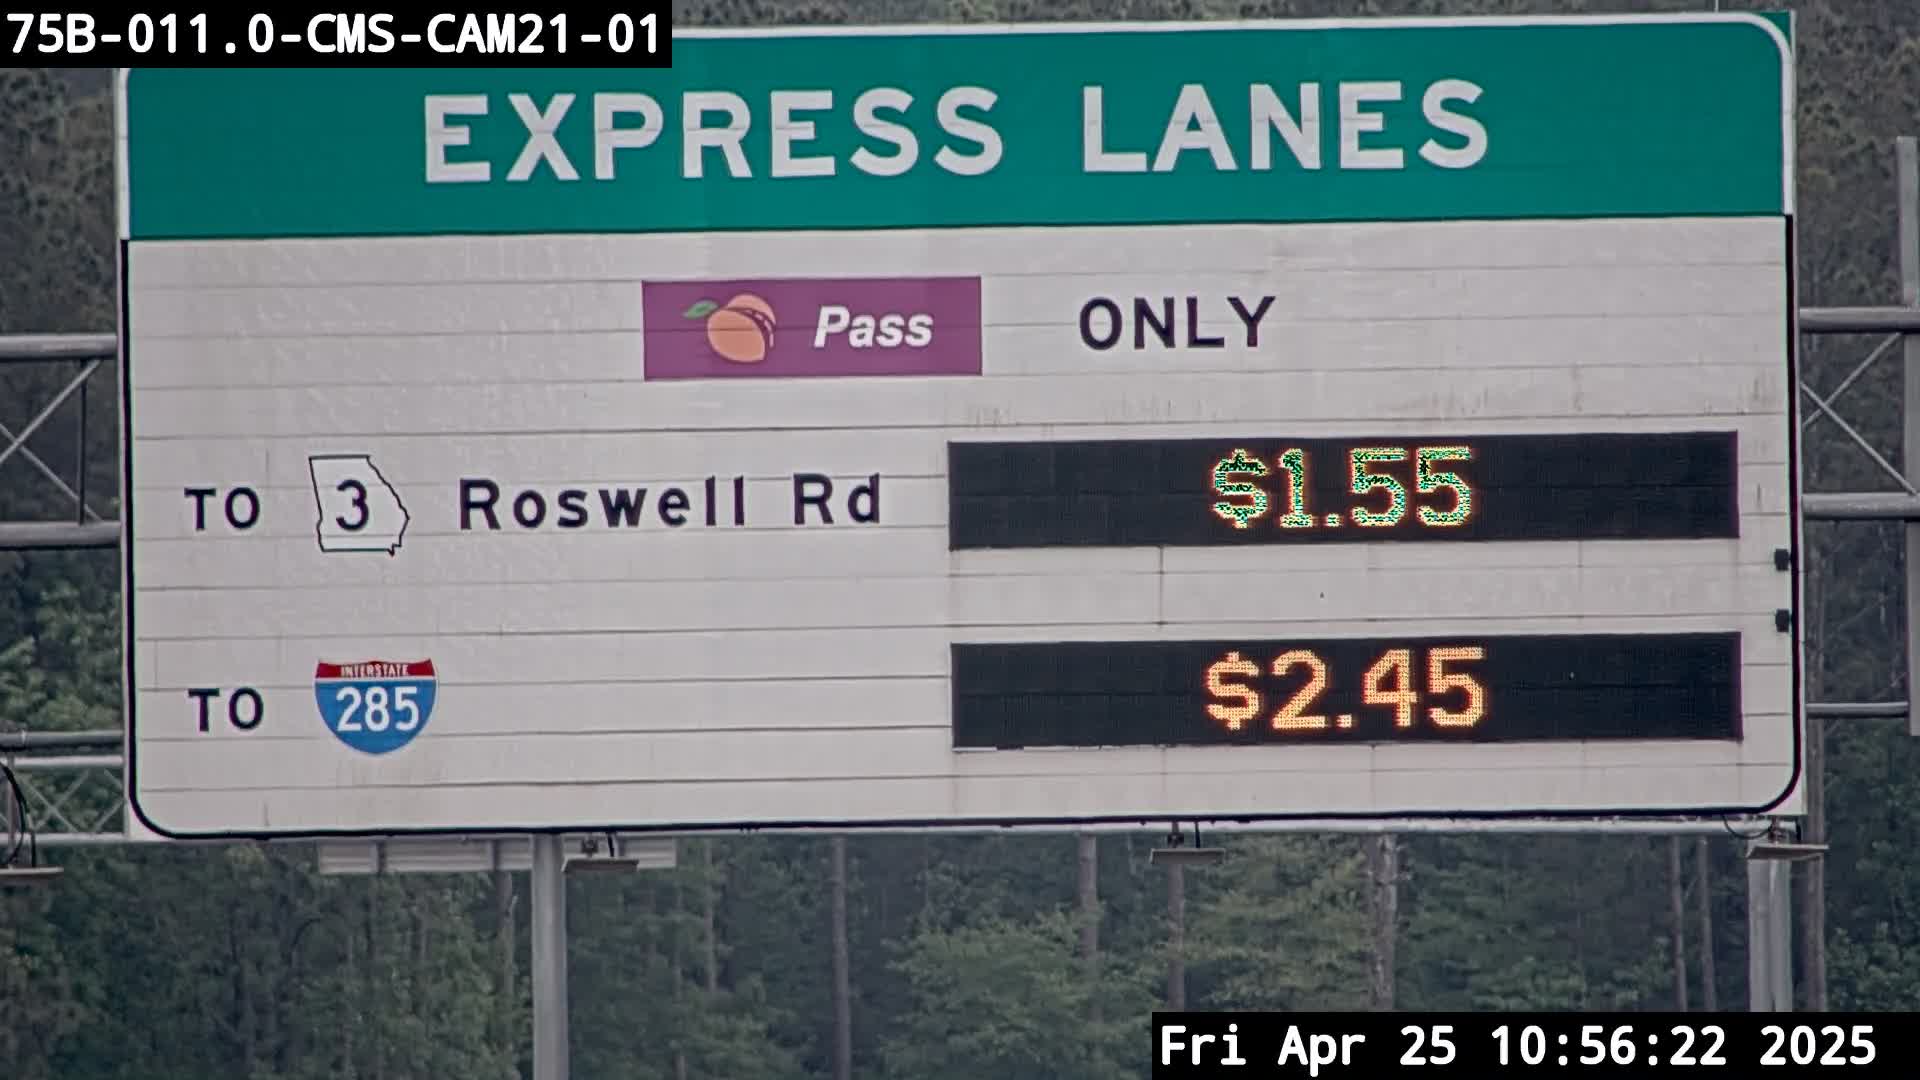 75B-011.0-CMS-CAM21-01
EXPRESS LANES
Pass ONLY
TO 3 Roswell Rd $1.55
INTERSTATE
TO 285 $2.45
Fri Apr 25 10:56:22 2025